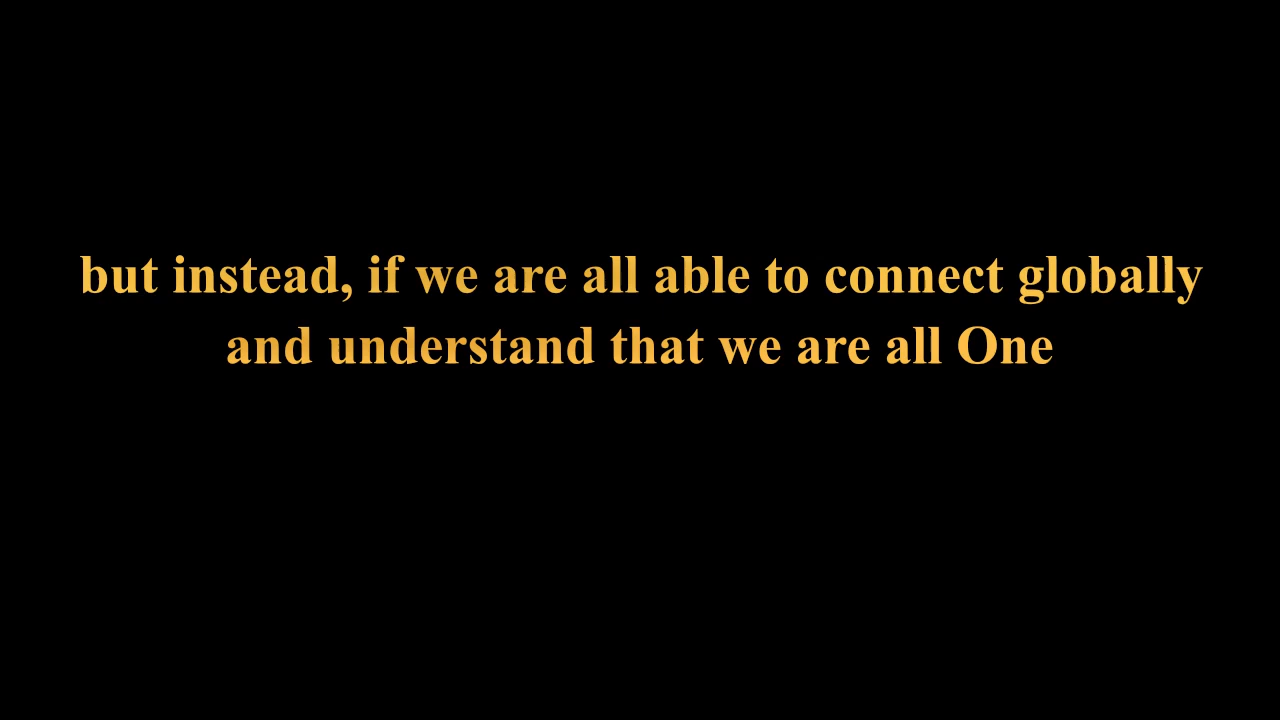 but instead, if we are all able to connect globally
and understand that we are all One